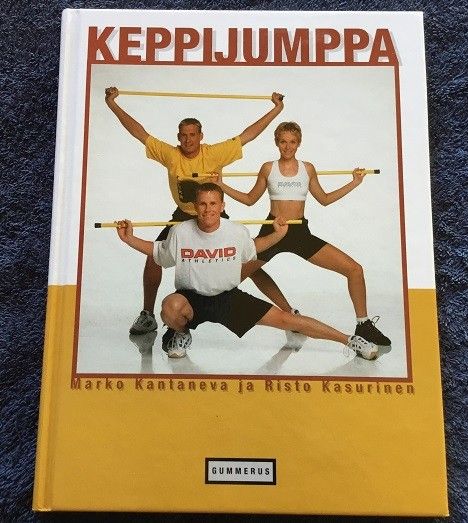 KEPPIJUMPPA
DAVID
ATHLETICS
Marko Kantaneva ja Risto Kasurinen
GUMMERUS